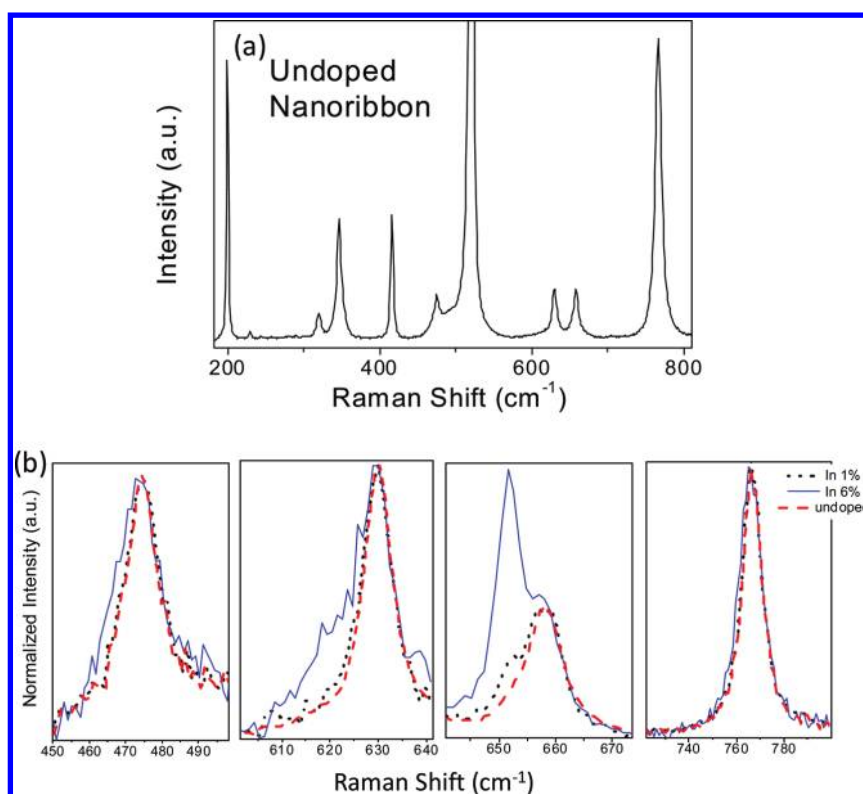 (a)
Undoped
Nanoribbon
Intensity (a.u.)
200 400 600 800
Raman Shift (cm-1)
(b)
In 1%
In 6%
undope
Normalized Intensity (a.u.)
450 460 470 480 490
610 620 630 640
650 660 670
740 760 780
Raman Shift (cm-1)